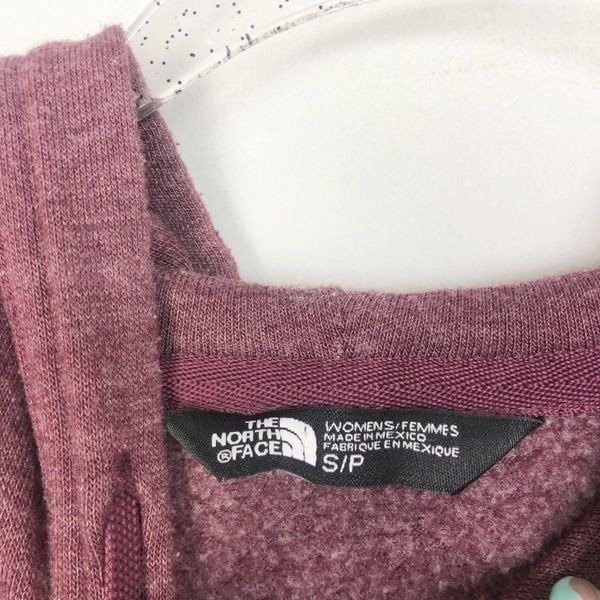 THE
NORTH
®FACE
WOMENS/FEMMES
MADE IN MEXICO
FABRIQUE EN MEXIQUE
S/P